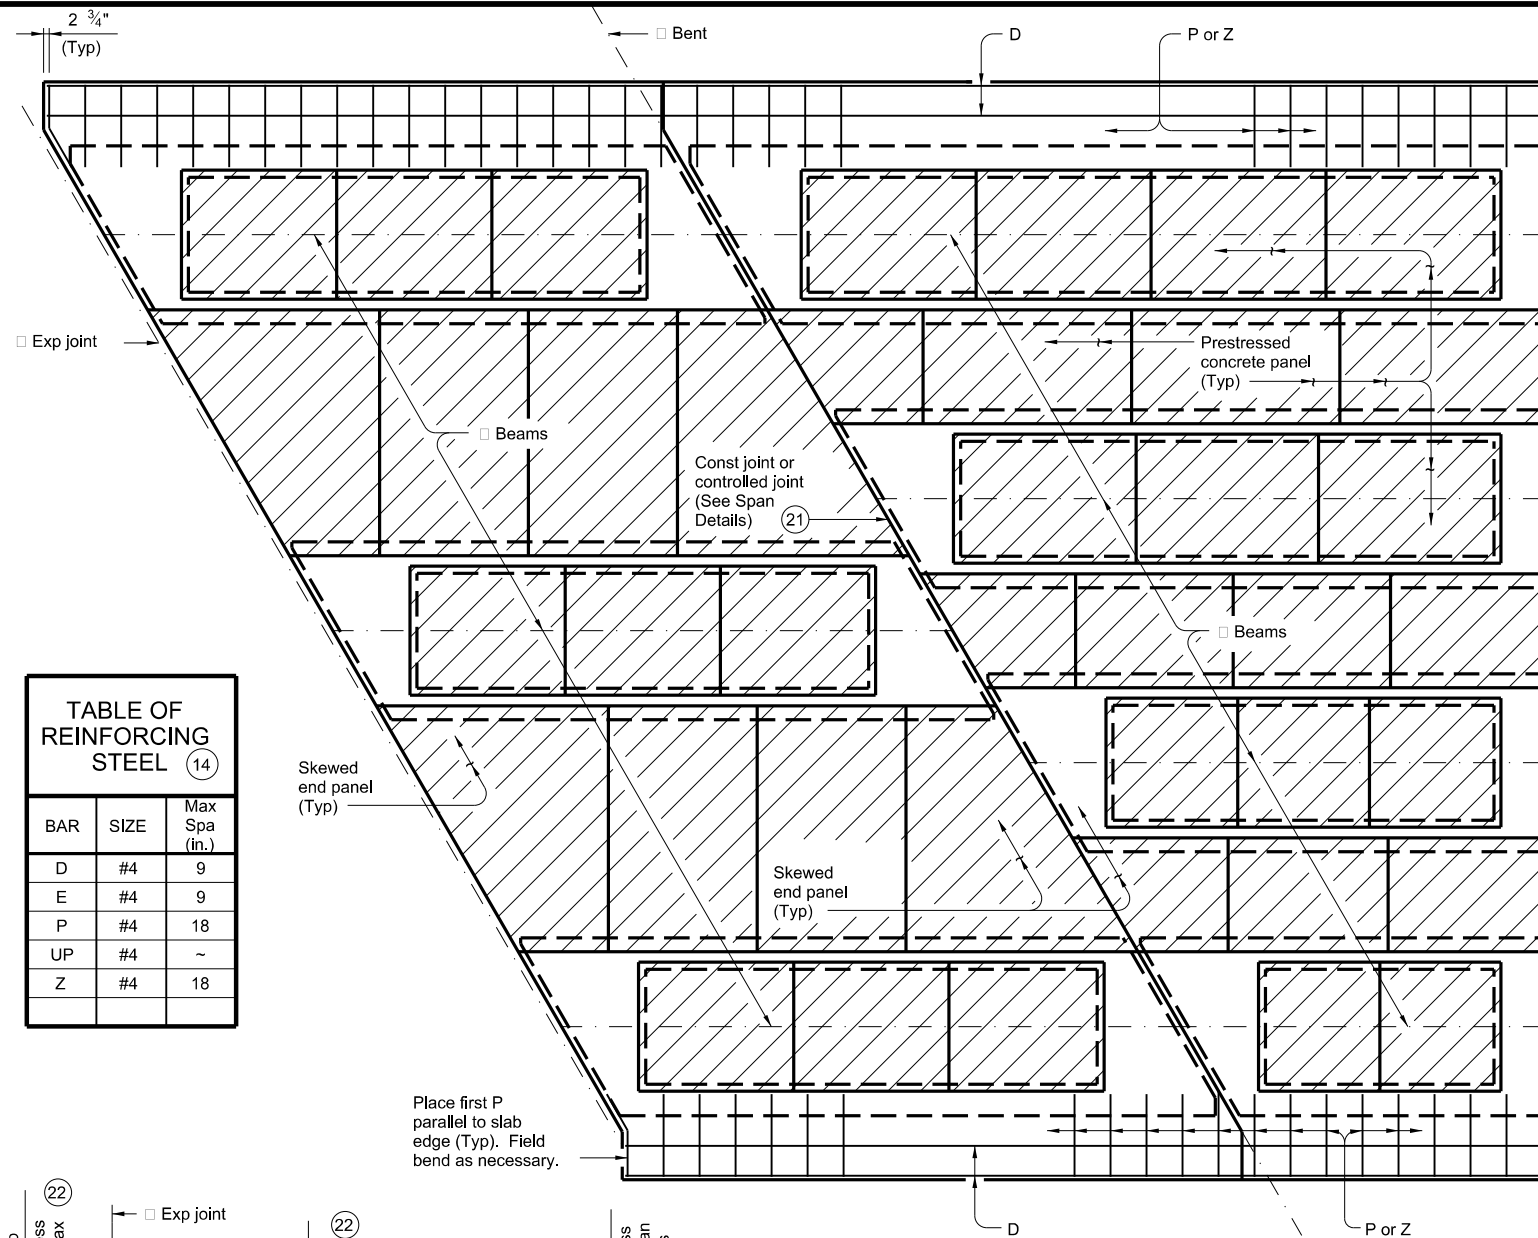 2 ¾"
(Typ)
Bent
D
P or Z
Exp joint
Prestressed
concrete panel
(Typ)
Beams
Const joint or
controlled joint
(See Span
Details) 21
Beams
TABLE OF
REINFORCING
STEEL 14
BAR SIZE Max Spa (in.)
D #4 9
E #4 9
P #4 18
UP #4 ~
Z #4 18
Skewed
end panel
(Typ)
Skewed
end panel
(Typ)
Place first P
parallel to slab
edge (Typ). Field
bend as necessary.
22
Exp joint
22
D
P or Z